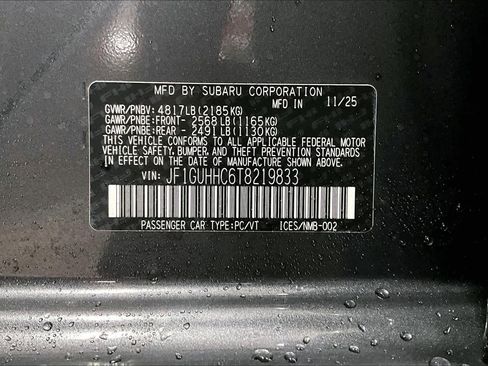 MFD BY SUBARU CORPORATION
GVWR/PNBV: 4817LB(2185KG) MADE IN JAPAN 11/25
GAWR/PNBE:FRONT- 2568LB(1165KG)
GAWR/PNBE:REAR - 2491LB(1130KG)
THIS VEHICLE CONFORMS TO ALL APPLICABLE FEDERAL MOTOR
VEHICLE SAFETY, BUMPER, AND THEFT PREVENTION STANDARDS IN
EFFECT ON THE DATE OF MANUFACTURE SHOWN ABOVE.
VIN: JF1GUHHC6T8219833
PASSENGER CAR TYPE:PC/VT ICES/NMB-002